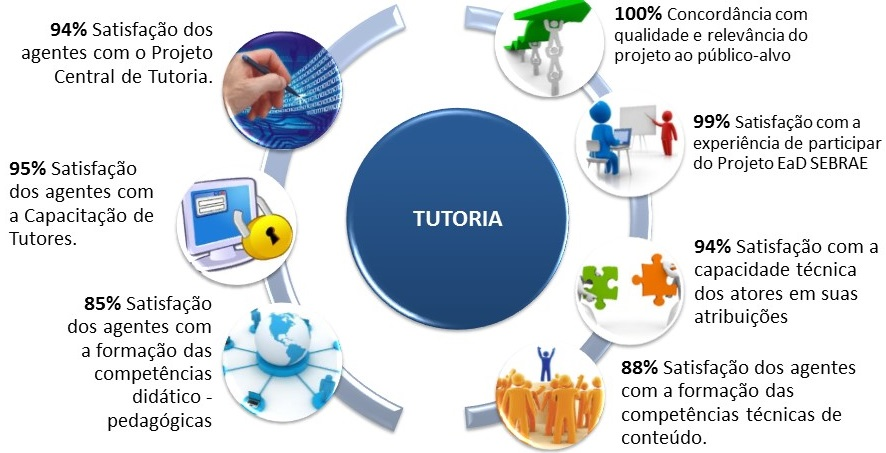 94% Satisfação dos
agentes com o Projeto
Central de Tutoria.
95% Satisfação
dos agentes com
a Capacitação de
Tutores.
85% Satisfação
dos agentes com
a formação das
competências
didático -
pedagógicas
TUTORIA
100% Concordância com
qualidade e relevância do
projeto ao público-alvo
99% Satisfação com a
experiência de participar
do Projeto EaD SEBRAE
94% Satisfação com a
capacidade técnica
dos atores em suas
atribuições
88% Satisfação dos agentes
com a formação das
competências técnicas de
conteúdo.